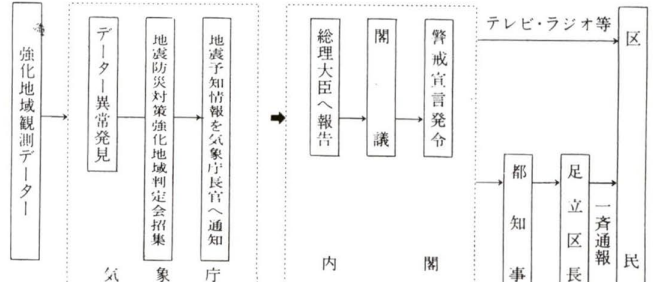 強化地域観測データー
データー異常発見
地震防災対策強化地域判定会招集
地震予知情報を気象庁長官へ通知
気象庁
総理大臣へ報告
閣議
警戒宣言発令
内閣
テレビ・ラジオ等
都知事
足立区長
一斉通報
区民